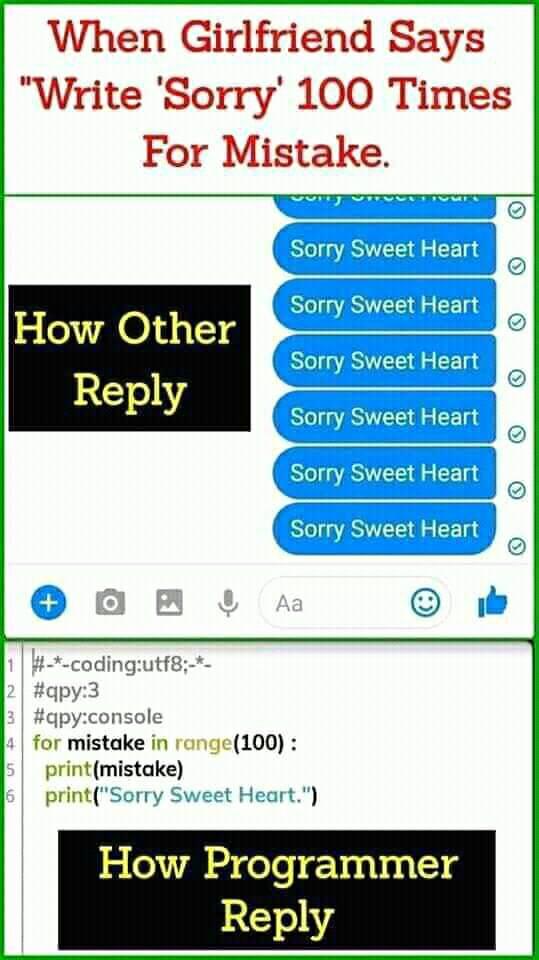 When Girlfriend Says
"Write 'Sorry' 100 Times
For Mistake.
Sorry Sweet Heart
Sorry Sweet Heart
How Other
Reply
Sorry Sweet Heart
Sorry Sweet Heart
Sorry Sweet Heart
Sorry Sweet Heart
Sorry Sweet Heart
Aa
1 #-*-coding:utf8;-*-
2 #qpy:3
3 #qpy:console
4 for mistake in range(100) :
5 print(mistake)
6 print("Sorry Sweet Heart.")
How Programmer
Reply